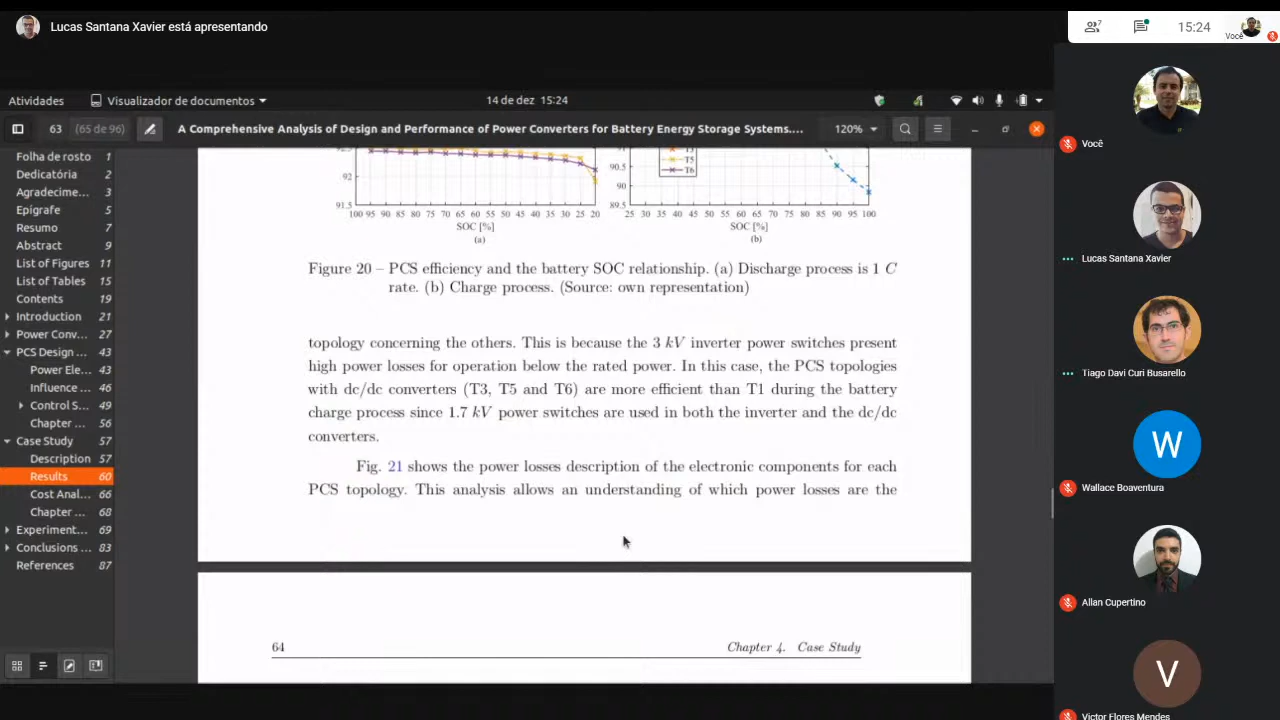 Lucas Santana Xavier está apresentando
7
15:24
Você
Atividades
Visualizador de documentos
14 de dez 15:24
63
(65 de 96)
A Comprehensive Analysis of Design and Performance of Power Converters for Battery Energy Storage Systems....
120%
Folha de rosto 1
Dedicatória 2
Agradecime... 3
Epígrafe 5
Resumo 7
Abstract 9
List of Figures 11
List of Tables 15
Contents 19
Introduction 21
Power Conv... 27
PCS Design ... 43
Power Ele... 43
Influence ... 46
Control S... 49
Chapter ... 56
Case Study 57
Description 57
Results 60
Cost Anal... 66
Chapter ... 68
Experiment... 69
Conclusions ... 83
References 87
92
91.5
100 95 90 85 80 75 70 65 60 55 50 45 40 35 30 25 20
SOC [%]
(a)
T5
T6
90.5
90
89.5
25 30 35 40 45 50 55 60 65 70 75 80 85 90 95 100
SOC [%]
(b)
Figure 20 – PCS efficiency and the battery SOC relationship. (a) Discharge process is 1 C
rate. (b) Charge process. (Source: own representation)
topology concerning the others. This is because the 3 kV inverter power switches present
high power losses for operation below the rated power. In this case, the PCS topologies
with dc/dc converters (T3, T5 and T6) are more efficient than T1 during the battery
charge process since 1.7 kV power switches are used in both the inverter and the dc/dc
converters.
Fig. 21 shows the power losses description of the electronic components for each
PCS topology. This analysis allows an understanding of which power losses are the
64
Chapter 4. Case Study
Você
Lucas Santana Xavier
Tiago Davi Curi Busarello
W
Wallace Boaventura
Allan Cupertino
V
Victor Flores Mendes